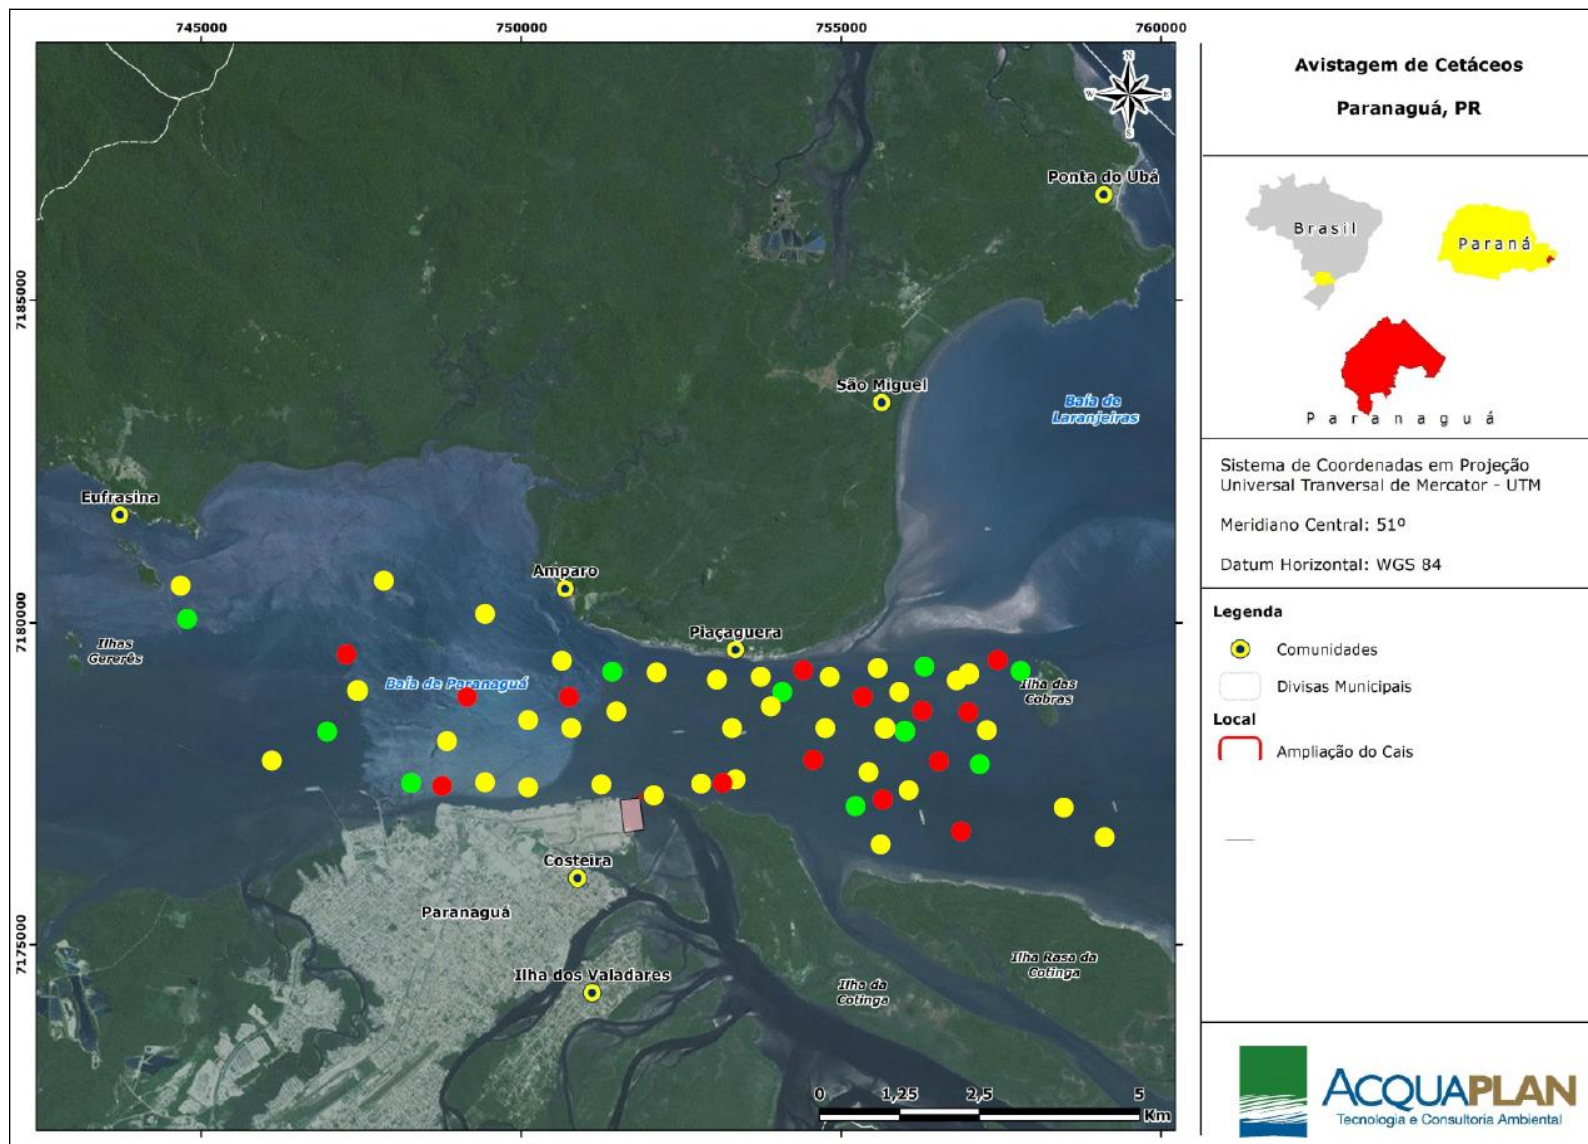 745000
750000
755000
760000
7185000
7180000
7175000
N
W
E
S
Ponta do Ubá
São Miguel
Baía de
Laranjeiras
Eufrasina
Amparo
Piaçaguera
Ilhas
Gererês
Baía de Paranaguá
Ilha das
Cobras
Costeira
Paranaguá
Ilha dos Valadares
Ilha da
Cotinga
Ilha Rasa da
Cotinga
0
1,25
2,5
5
Km
Avistagem de Cetáceos
Paranaguá, PR
Brasil
Paraná
Paranaguá
Sistema de Coordenadas em Projeção
Universal Tranversal de Mercator - UTM
Meridiano Central: 51º
Datum Horizontal: WGS 84
Legenda
Comunidades
Divisas Municipais
Local
Ampliação do Cais
ACQUAPLAN
Tecnologia e Consultoria Ambiental